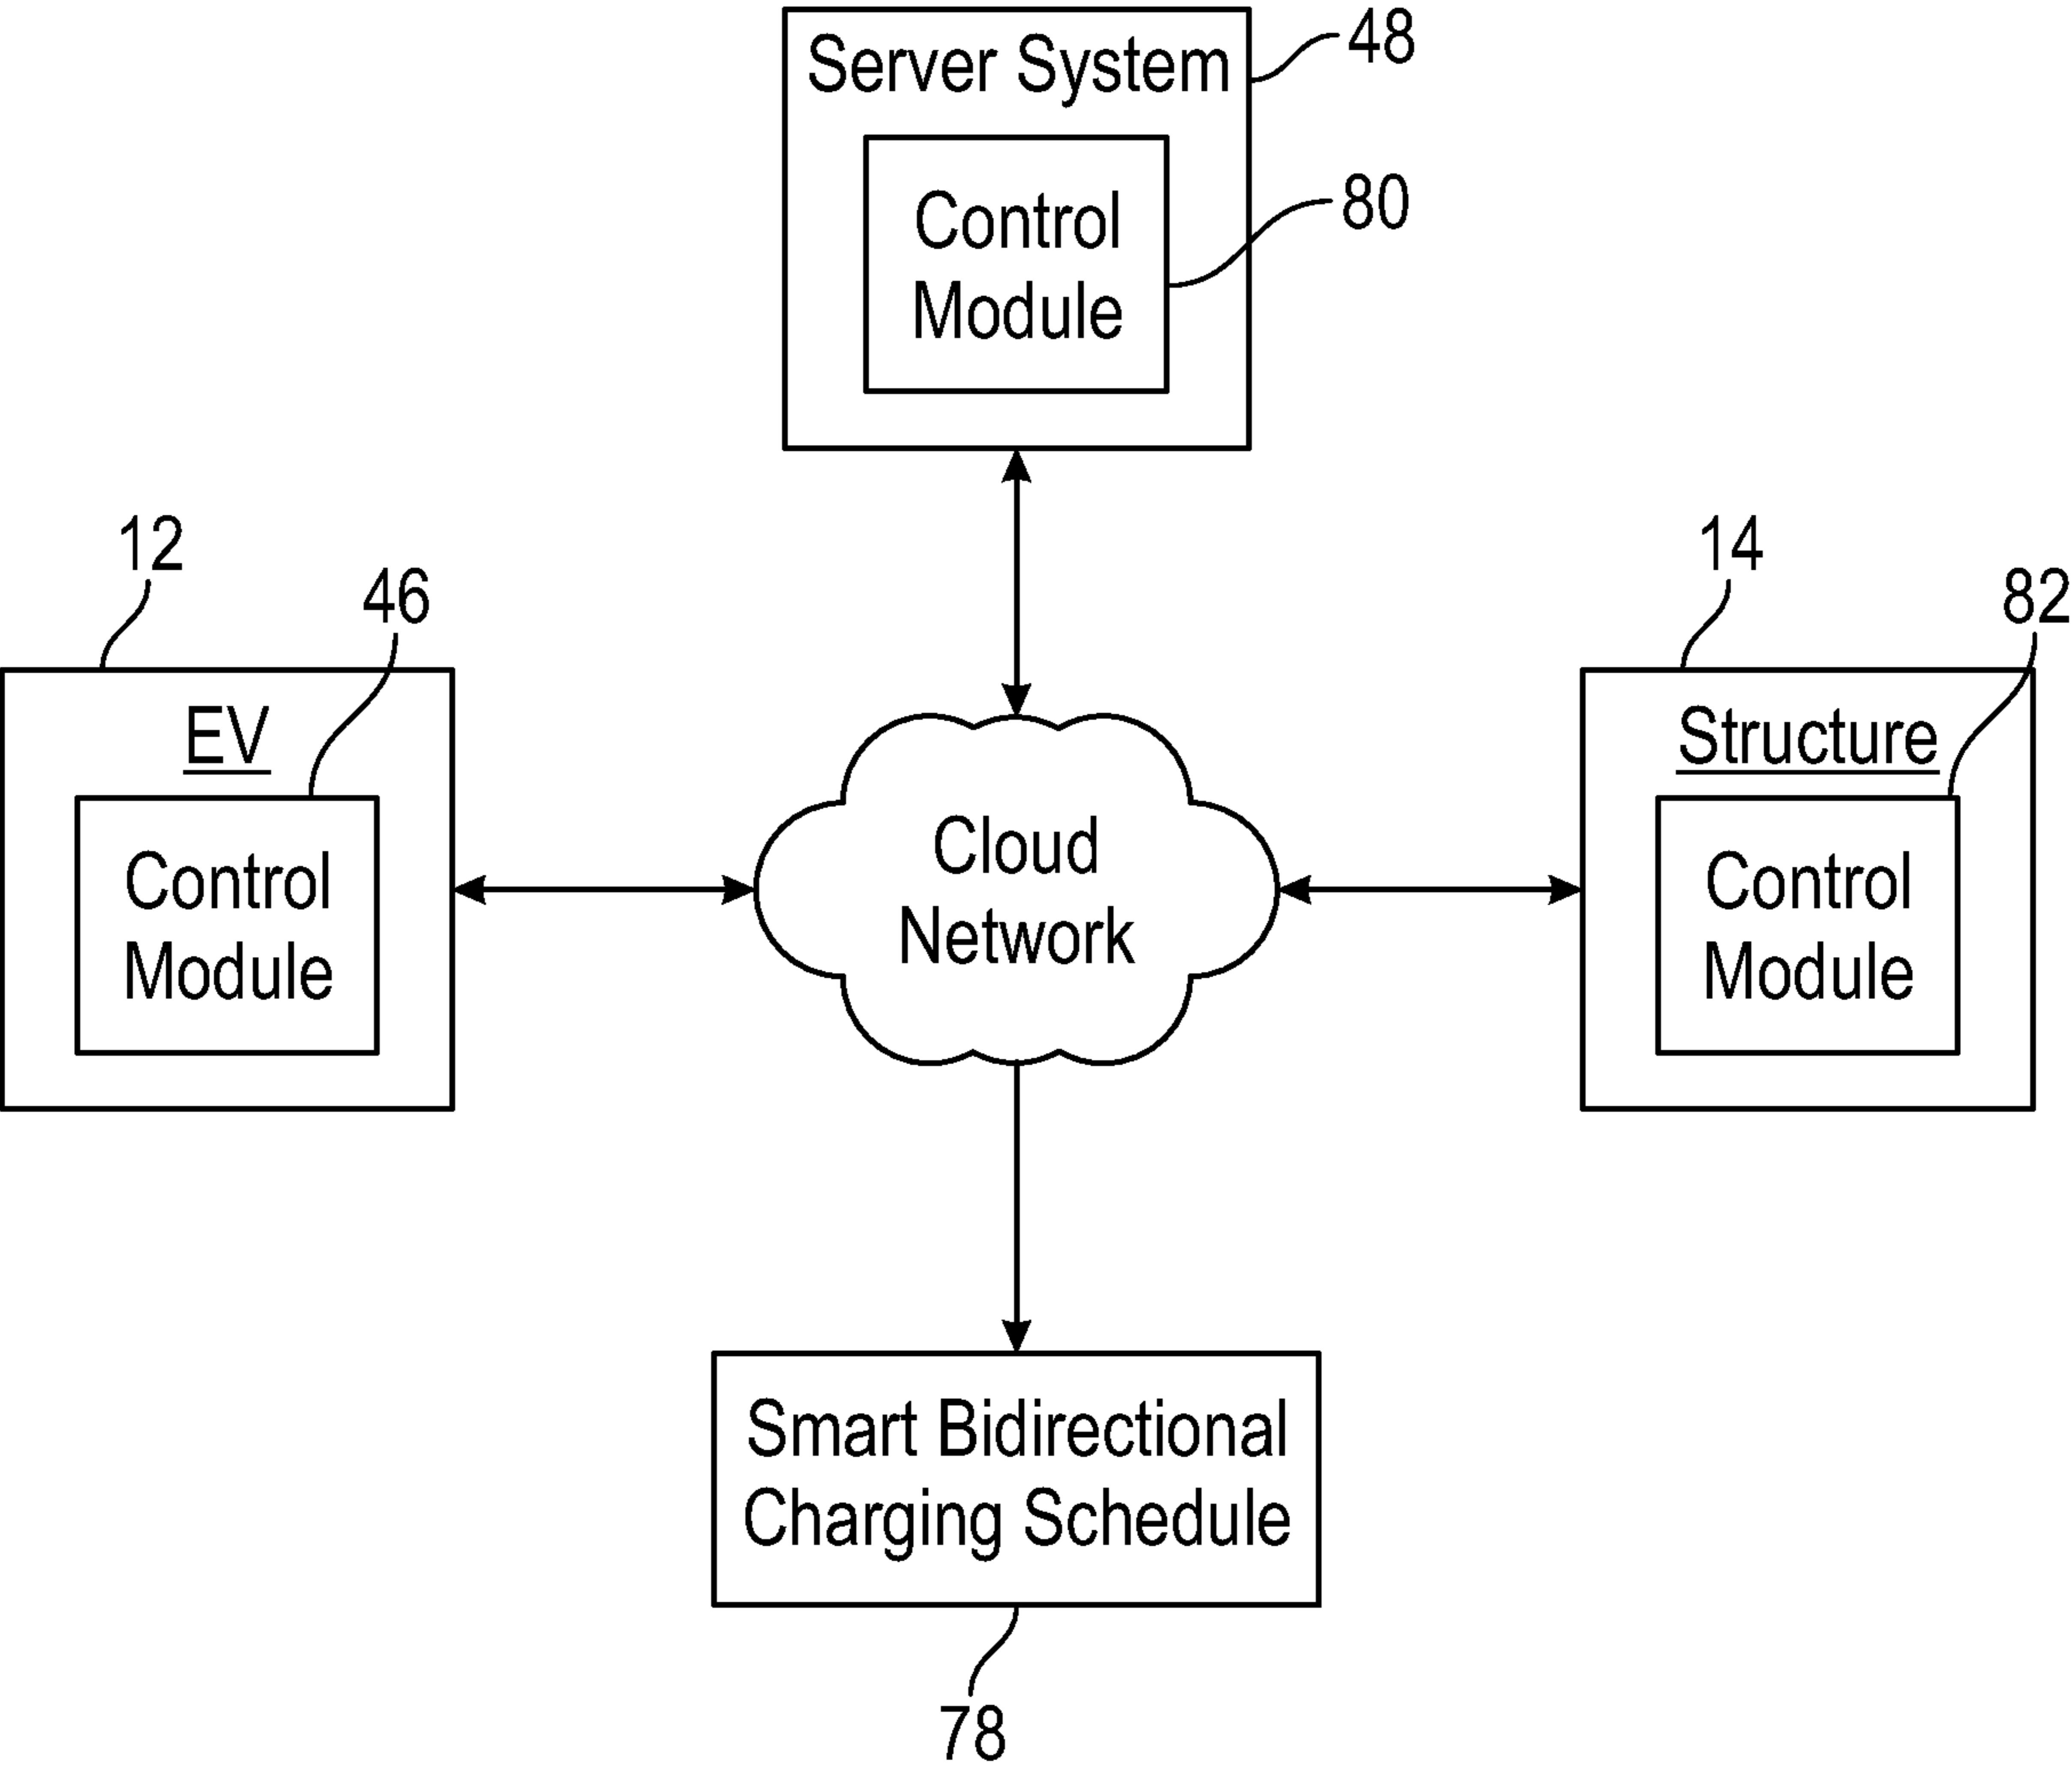 Server System
48
Control
Module
80
12
46
EV
Control
Module
Cloud
Network
14
82
Structure
Control
Module
Smart Bidirectional
Charging Schedule
78